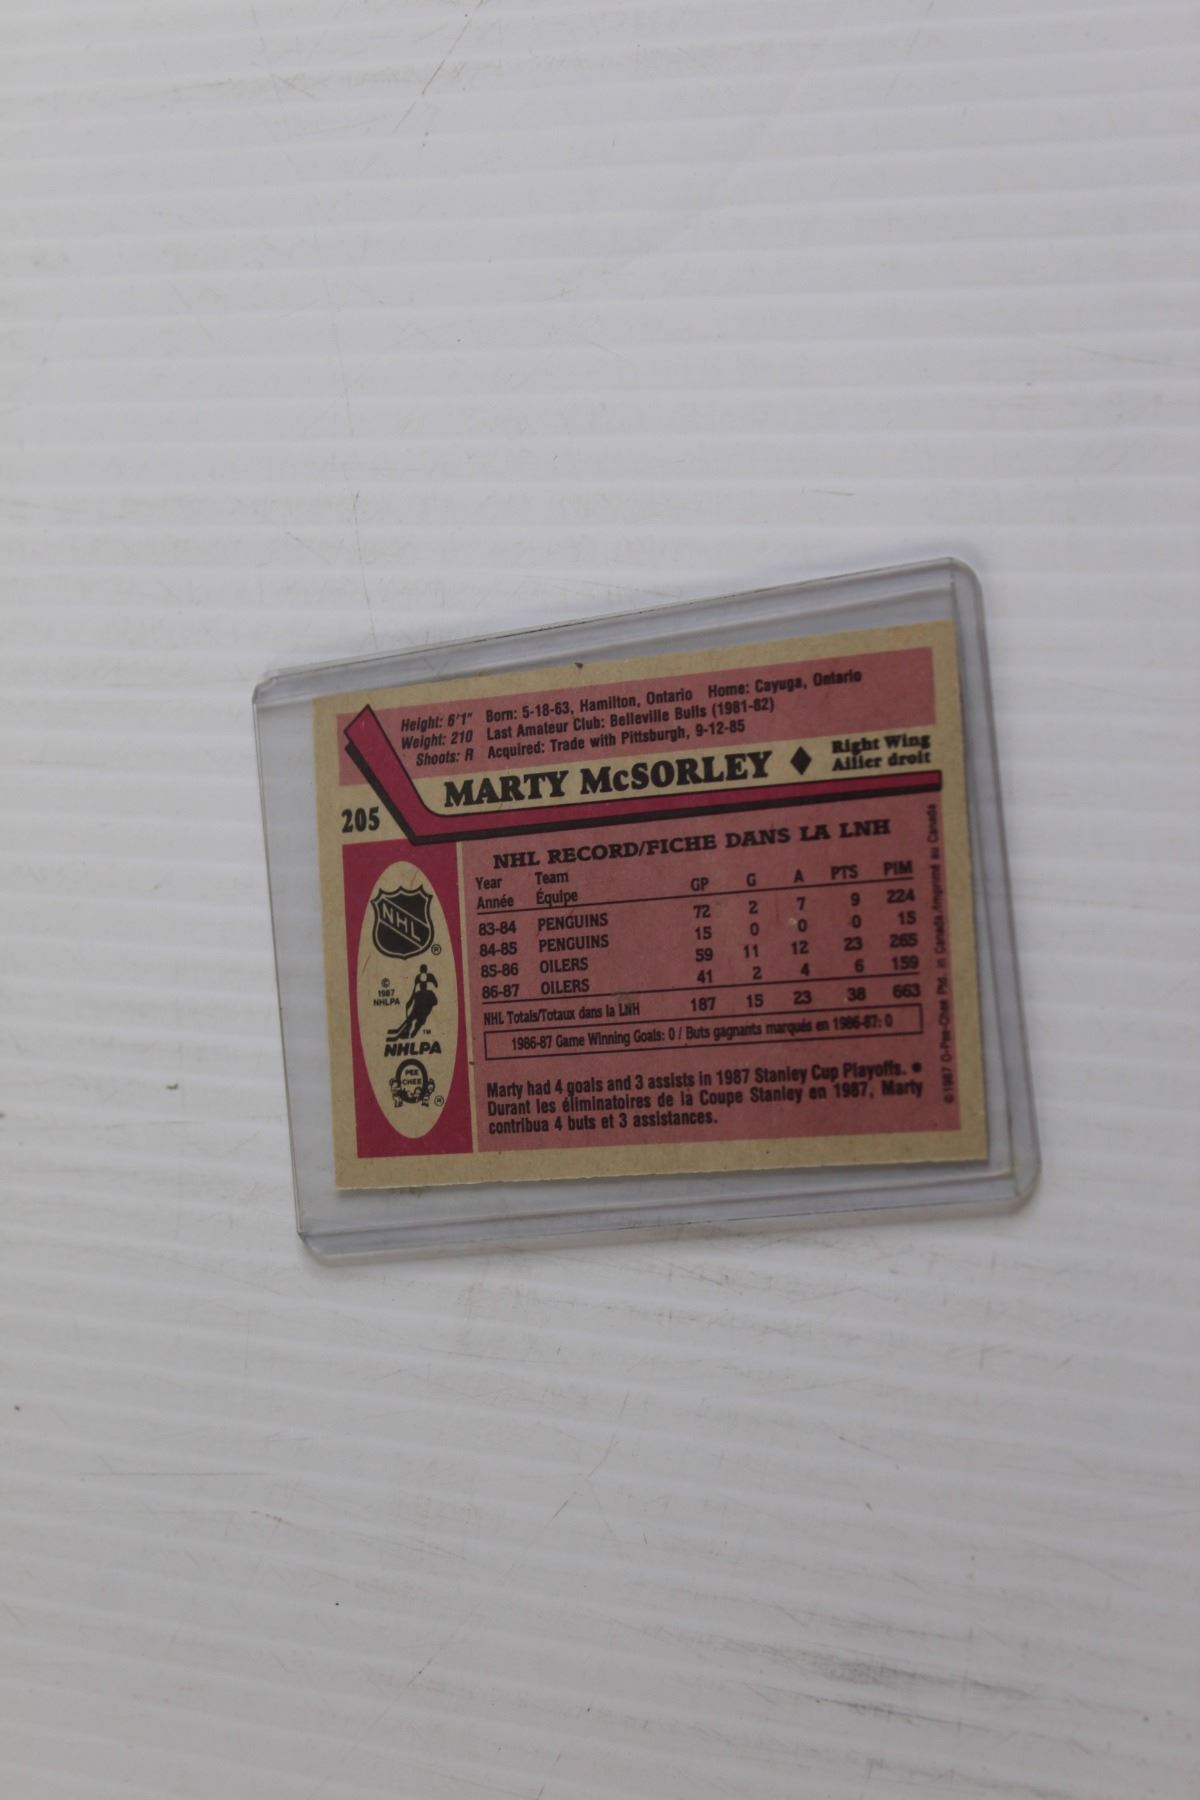 Height: 6'1" Born: 5-18-63, Hamilton, Ontario Home: Cayuga, Ontario
Weight: 210 Last Amateur Club: Belleville Bulls (1981-82)
Shoots: R Acquired: Trade with Pittsburgh, 9-12-85
MARTY McSORLEY ♦ Right Wing
Ailier droit
205
NHL RECORD/FICHE DANS LA LNH
Year Team
Année Équipe GP G A PTS PIM
83-84 PENGUINS 72 2 7 9 224
84-85 PENGUINS 15 0 0 0 15
85-86 OILERS 59 11 12 23 265
86-87 OILERS 41 2 4 6 159
NHL Totals/Totaux dans la LNH 187 15 23 38 663
1986-87 Game Winning Goals: 0 / Buts gagnants marqués en 1986-87: 0
Marty had 4 goals and 3 assists in 1987 Stanley Cup Playoffs. ●
Durant les éliminatoires de la Coupe Stanley en 1987, Marty
contribua 4 buts et 3 assistances.
NHL ®
©
1987
NHLPA
TM
NHLPA
O
PEE
CHEE
®
©1987 O-Pee-Chee Ptd. in Canada/Imprimé au Canada